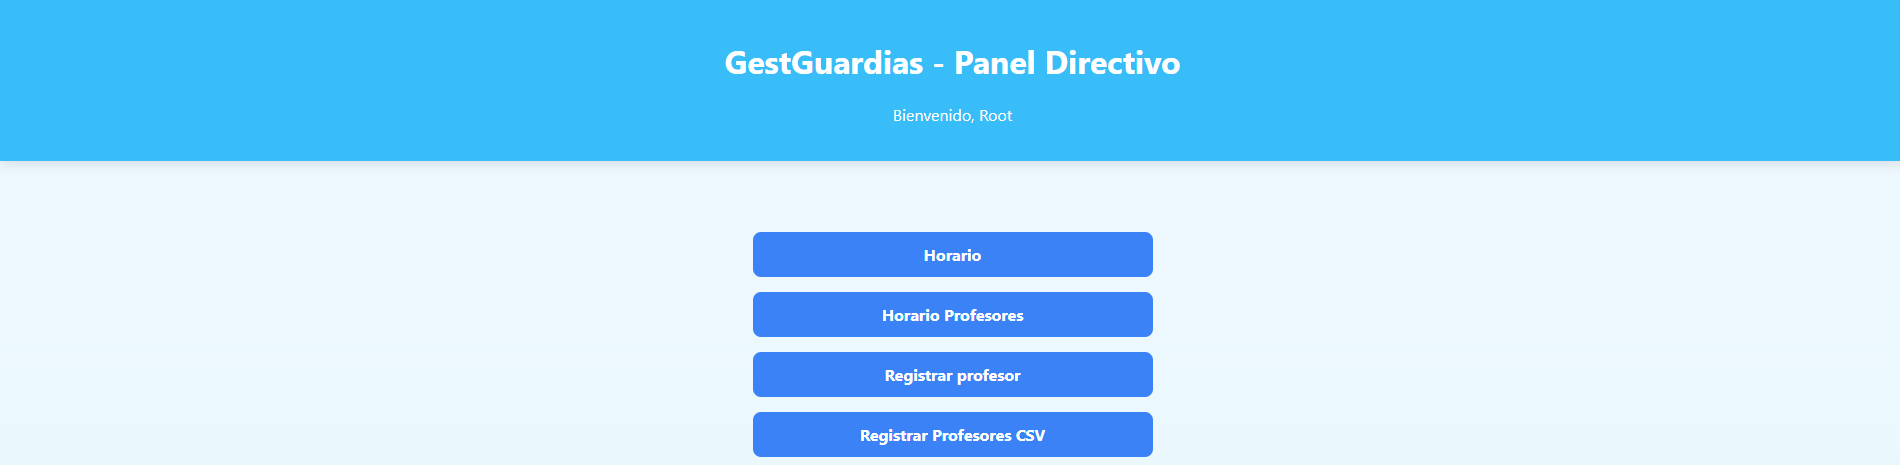 GestGuardias - Panel Directivo
Bienvenido, Root
Horario
Horario Profesores
Registrar profesor
Registrar Profesores CSV